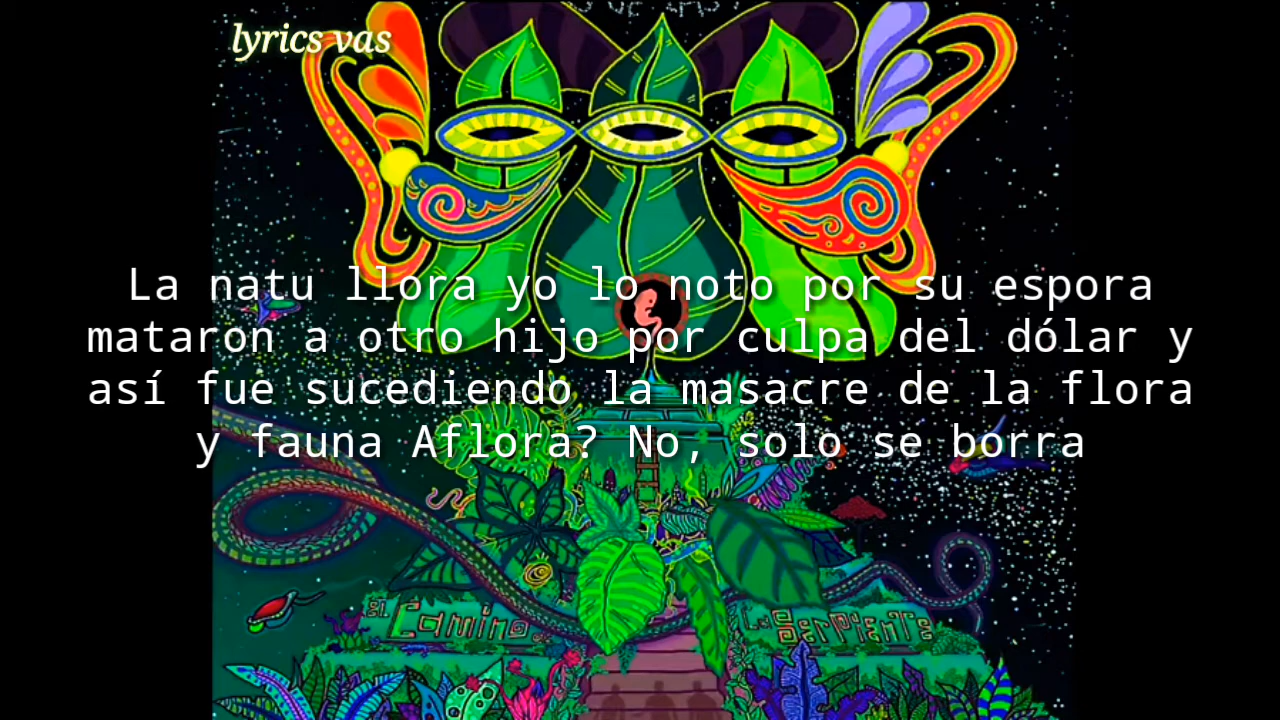 lyrics vas
La natu llora yo lo noto por su espora
mataron a otro hijo por culpa del dólar y
así fue sucediendo la masacre de la flora
y fauna Aflora? No, solo se borra
El Camino de La Serpiente